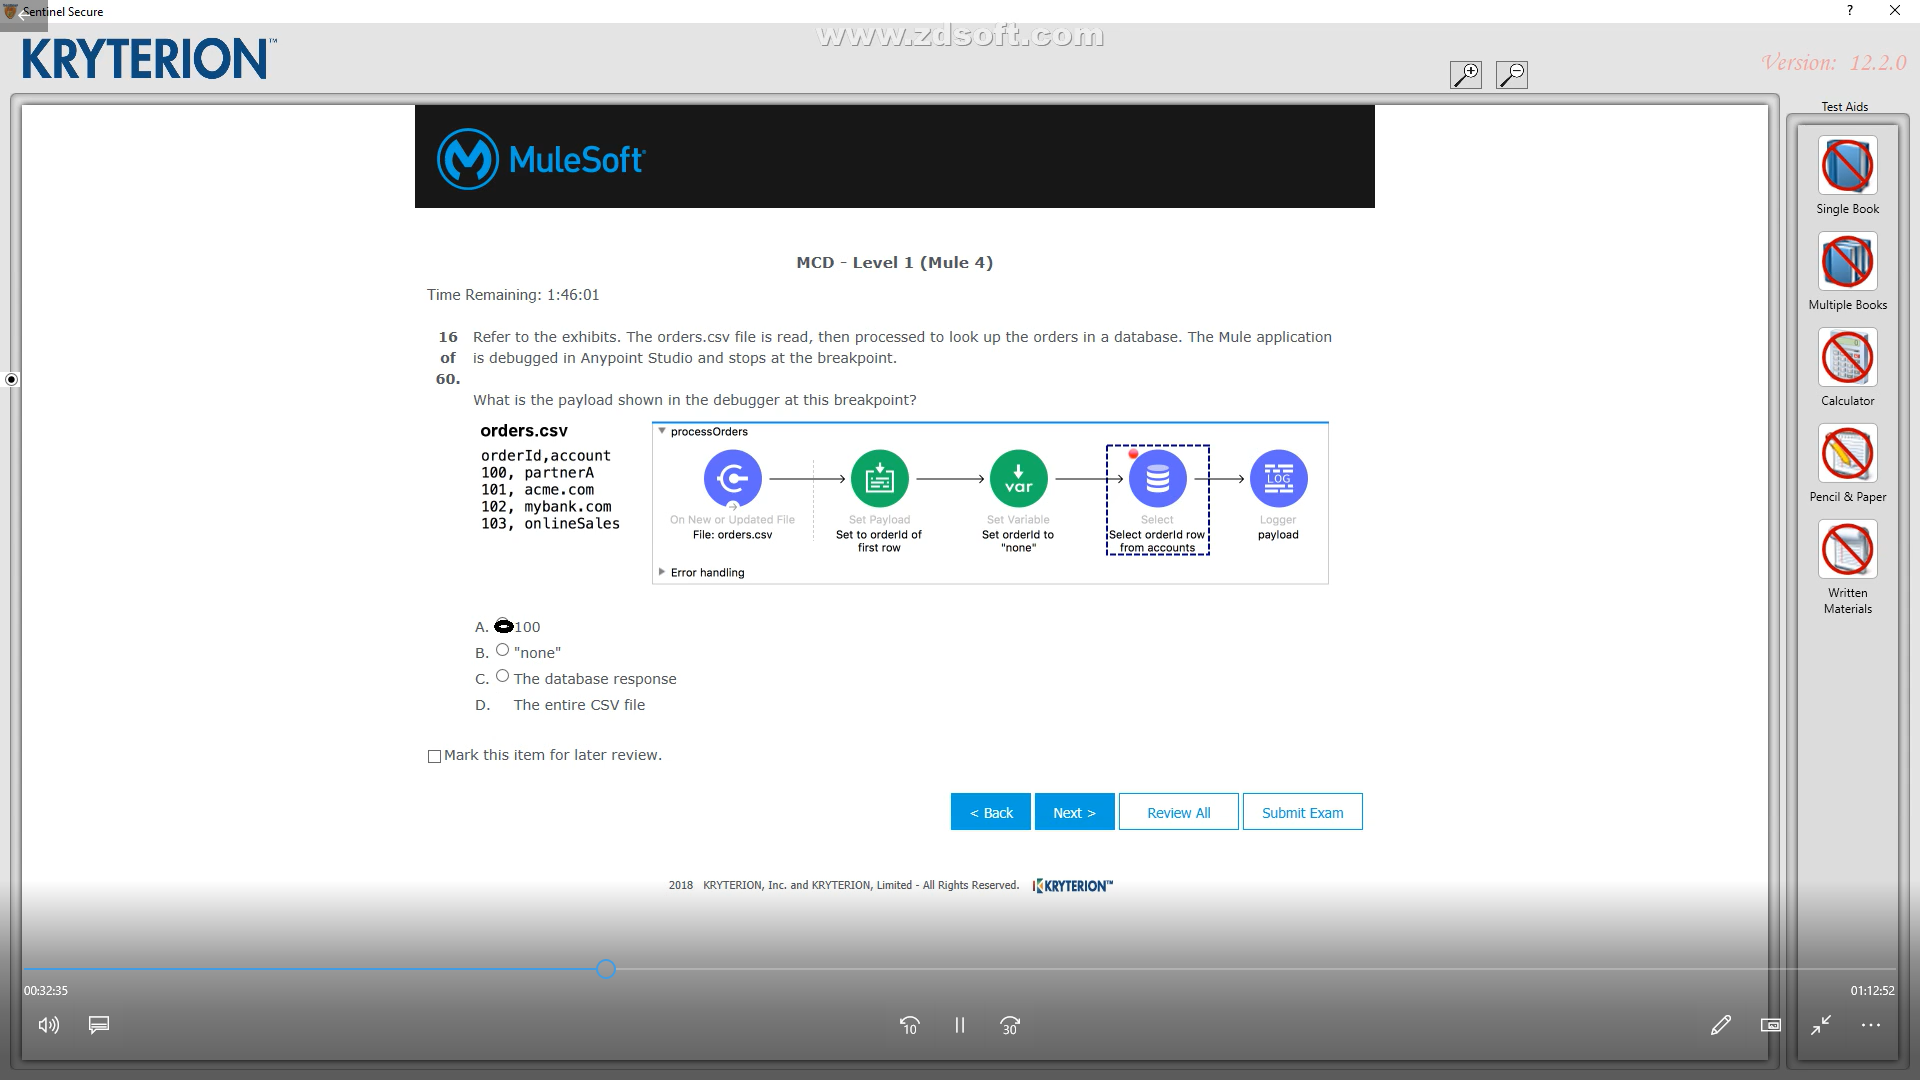 Sentinel Secure
?
www.zdsoft.com
KRYTERION™
Version: 12.2.0
Test Aids
MuleSoft
Single Book
MCD - Level 1 (Mule 4)
Time Remaining: 1:46:01
Multiple Books
16 of 60.
Refer to the exhibits. The orders.csv file is read, then processed to look up the orders in a database. The Mule application
is debugged in Anypoint Studio and stops at the breakpoint.
What is the payload shown in the debugger at this breakpoint?
Calculator
orders.csv
orderId,account
100, partnerA
101, acme.com
102, mybank.com
103, onlineSales
processOrders
var
LOG
On New or Updated File
File: orders.csv
Set Payload
Set to orderId of
first row
Set Variable
Set orderId to
"none"
Select
Select orderId row
from accounts
Logger
payload
Error handling
Pencil & Paper
Written
Materials
A. 100
B. "none"
C. The database response
D. The entire CSV file
Mark this item for later review.
< Back
Next >
Review All
Submit Exam
2018 KRYTERION, Inc. and KRYTERION, Limited - All Rights Reserved. KRYTERION™
00:32:35
01:12:52
10
30